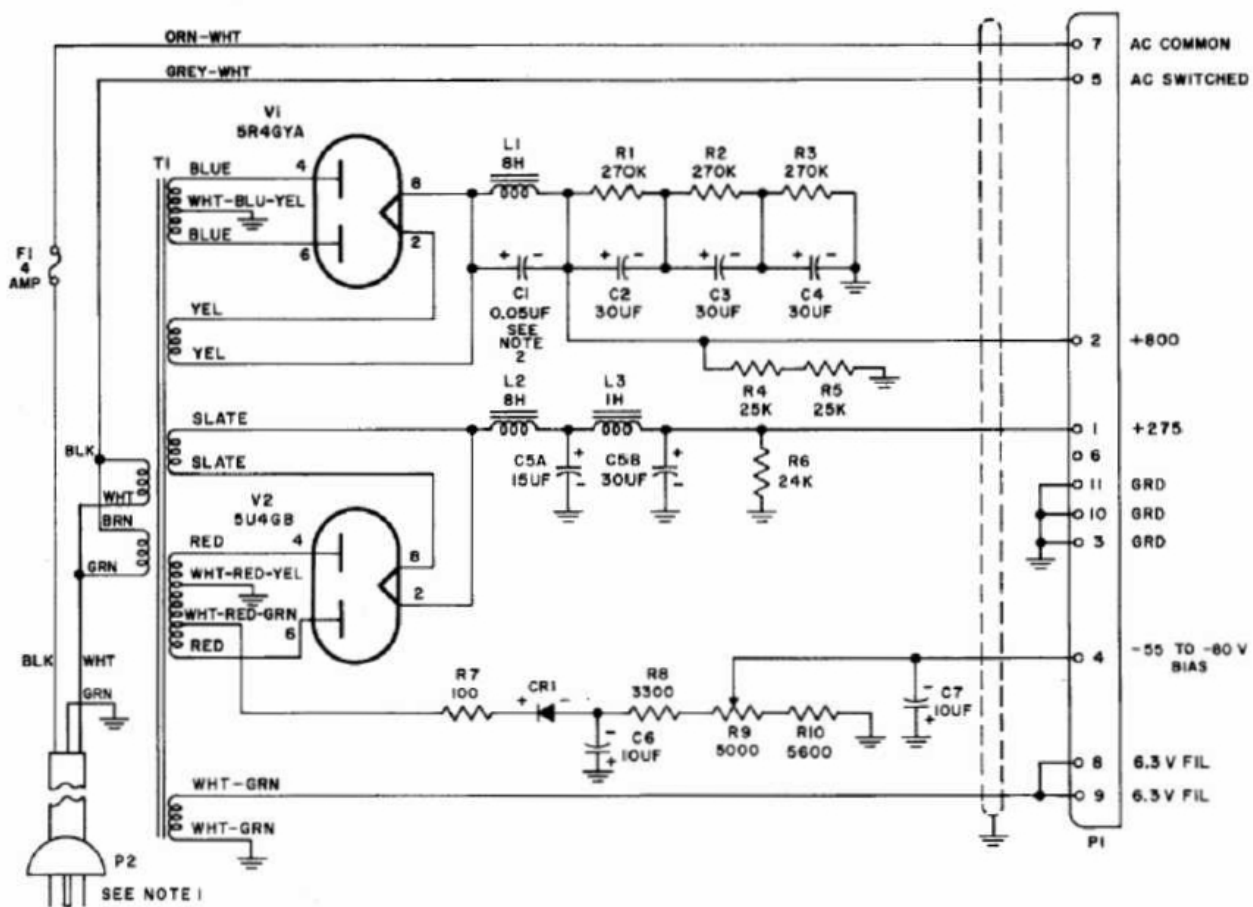 ORN-WHT
7 AC COMMON
GREY-WHT
5 AC SWITCHED
V1
5R4GYA
T1
BLUE
4
8
WHT-BLU-YEL
BLUE
6
2
L1
8H
R1
270K
R2
270K
R3
270K
F1
4
AMP
+ -
C1
0.05UF
SEE
NOTE
2
+ -
C2
30UF
+ -
C3
30UF
+ -
C4
30UF
YEL
YEL
2 +800
R4
25K
R5
25K
L2
8H
L3
1H
SLATE
SLATE
1 +275
6
C5A
15UF
+
-
C5B
30UF
+
-
R6
24K
11 GRD
10 GRD
3 GRD
BLK
WHT
BRN
GRN
V2
5U4GB
RED
4
8
WHT-RED-YEL
2
WHT-RED-GRN
6
RED
BLK
WHT
GRN
4 -55 TO -80 V
BIAS
R7
100
+ CR1 -
R8
3300
R9
5000
R10
5600
-
C6
+ 10UF
-
C7
10UF
+
8 6.3 V FIL
9 6.3 V FIL
WHT-GRN
WHT-GRN
P1
P2
SEE NOTE 1